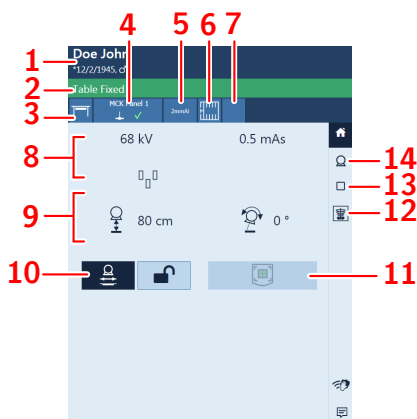 4
5
6
7
1
Doe John
*12/2/1945, ♂
2
Table Fixed
3
MCK Panel 1
2mmAl
8
68 kV
0.5 mAs
14
13
9
80 cm
0 °
12
10
11